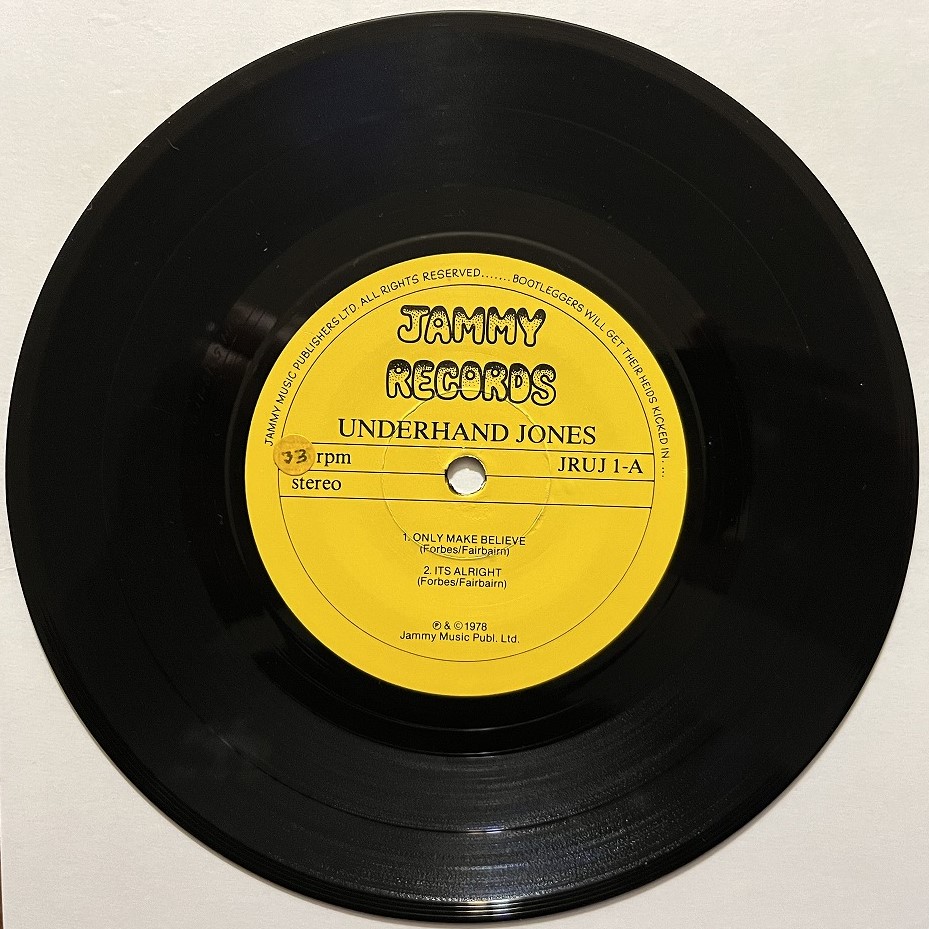 JAMMY MUSIC PUBLISHERS LTD. ALL RIGHTS RESERVED.......BOOTLEGGERS WILL GET THEIR HEIDS KICKED IN....
JAMMY
RECORDS
UNDERHAND JONES
33 rpm JRUJ 1-A
stereo
1. ONLY MAKE BELIEVE
(Forbes/Fairbairn)
2. ITS ALRIGHT
(Forbes/Fairbairn)
℗ & © 1978
Jammy Music Publ. Ltd.